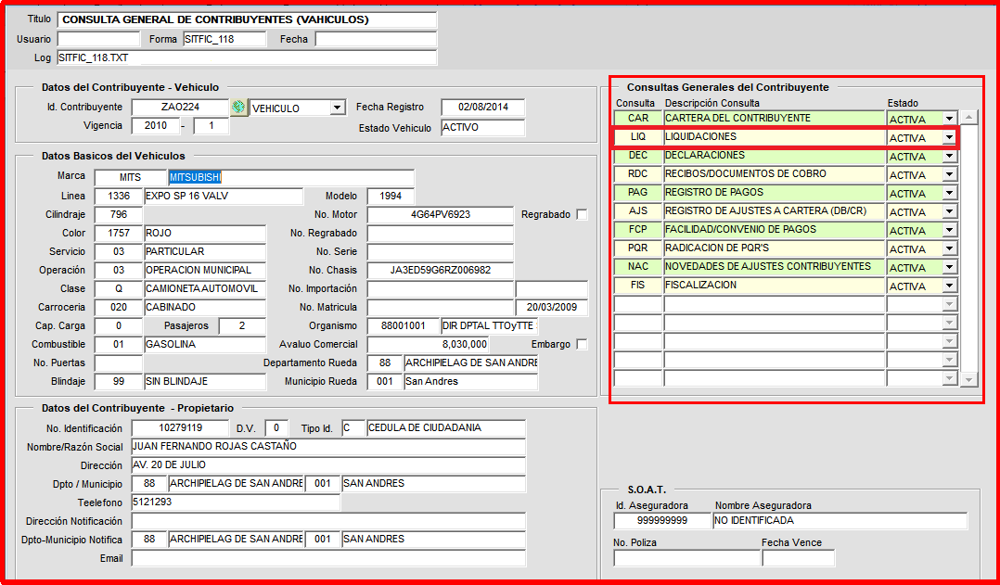 Titulo CONSULTA GENERAL DE CONTRIBUYENTES (VAHICULOS)
Usuario Forma SITFIC_118 Fecha
Log SITFIC_118.TXT
Datos del Contribuyente - Vehiculo
Id. Contribuyente ZAO224 VEHICULO Fecha Registro 02/08/2014
Vigencia 2010 - 1 Estado Vehiculo ACTIVO
Datos Basicos del Vehiculos
Marca MITS MITSUBISHI
Linea 1336 EXPO SP 16 VALV Modelo 1994
Cilindraje 796 No. Motor 4G64PV6923 Regrabado
Color 1757 ROJO No. Regrabado
Servicio 03 PARTICULAR No. Serie
Operación 03 OPERACION MUNICIPAL No. Chasis JA3ED59G6RZ006982
Clase Q CAMIONETA AUTOMOVIL No. Importación
Carroceria 020 CABINADO No. Matricula 20/03/2009
Cap. Carga 0 Pasajeros 2 Organismo 88001001 DIR DPTAL TTOyTTE
Combustible 01 GASOLINA Avaluo Comercial 8,030,000 Embargo
No. Puertas Departamento Rueda 88 ARCHIPIELAG DE SAN ANDRE
Blindaje 99 SIN BLINDAJE Municipio Rueda 001 San Andres
Datos del Contribuyente - Propietario
No. Identificación 10279119 D.V. 0 Tipo Id. C CEDULA DE CIUDADANIA
Nombre/Razón Social JUAN FERNANDO ROJAS CASTAÑO
Dirección AV. 20 DE JULIO
Dpto / Municipio 88 ARCHIPIELAG DE SAN ANDRE 001 SAN ANDRES
Teelefono 5121293
Dirección Notificación
Dpto-Municipio Notifica 88 ARCHIPIELAG DE SAN ANDRE 001 SAN ANDRES
Email
Consultas Generales del Contribuyente
Consulta Descripción Consulta Estado
CAR CARTERA DEL CONTRIBUYENTE ACTIVA
LIQ LIQUIDACIONES ACTIVA
DEC DECLARACIONES ACTIVA
RDC RECIBOS/DOCUMENTOS DE COBRO ACTIVA
PAG REGISTRO DE PAGOS ACTIVA
AJS REGISTRO DE AJUSTES A CARTERA (DB/CR) ACTIVA
FCP FACILIDAD/CONVENIO DE PAGOS ACTIVA
PQR RADICACION DE PQR'S ACTIVA
NAC NOVEDADES DE AJUSTES CONTRIBUYENTES ACTIVA
FIS FISCALIZACION ACTIVA
S.O.A.T.
Id. Aseguradora Nombre Aseguradora
999999999 NO IDENTIFICADA
No. Poliza Fecha Vence